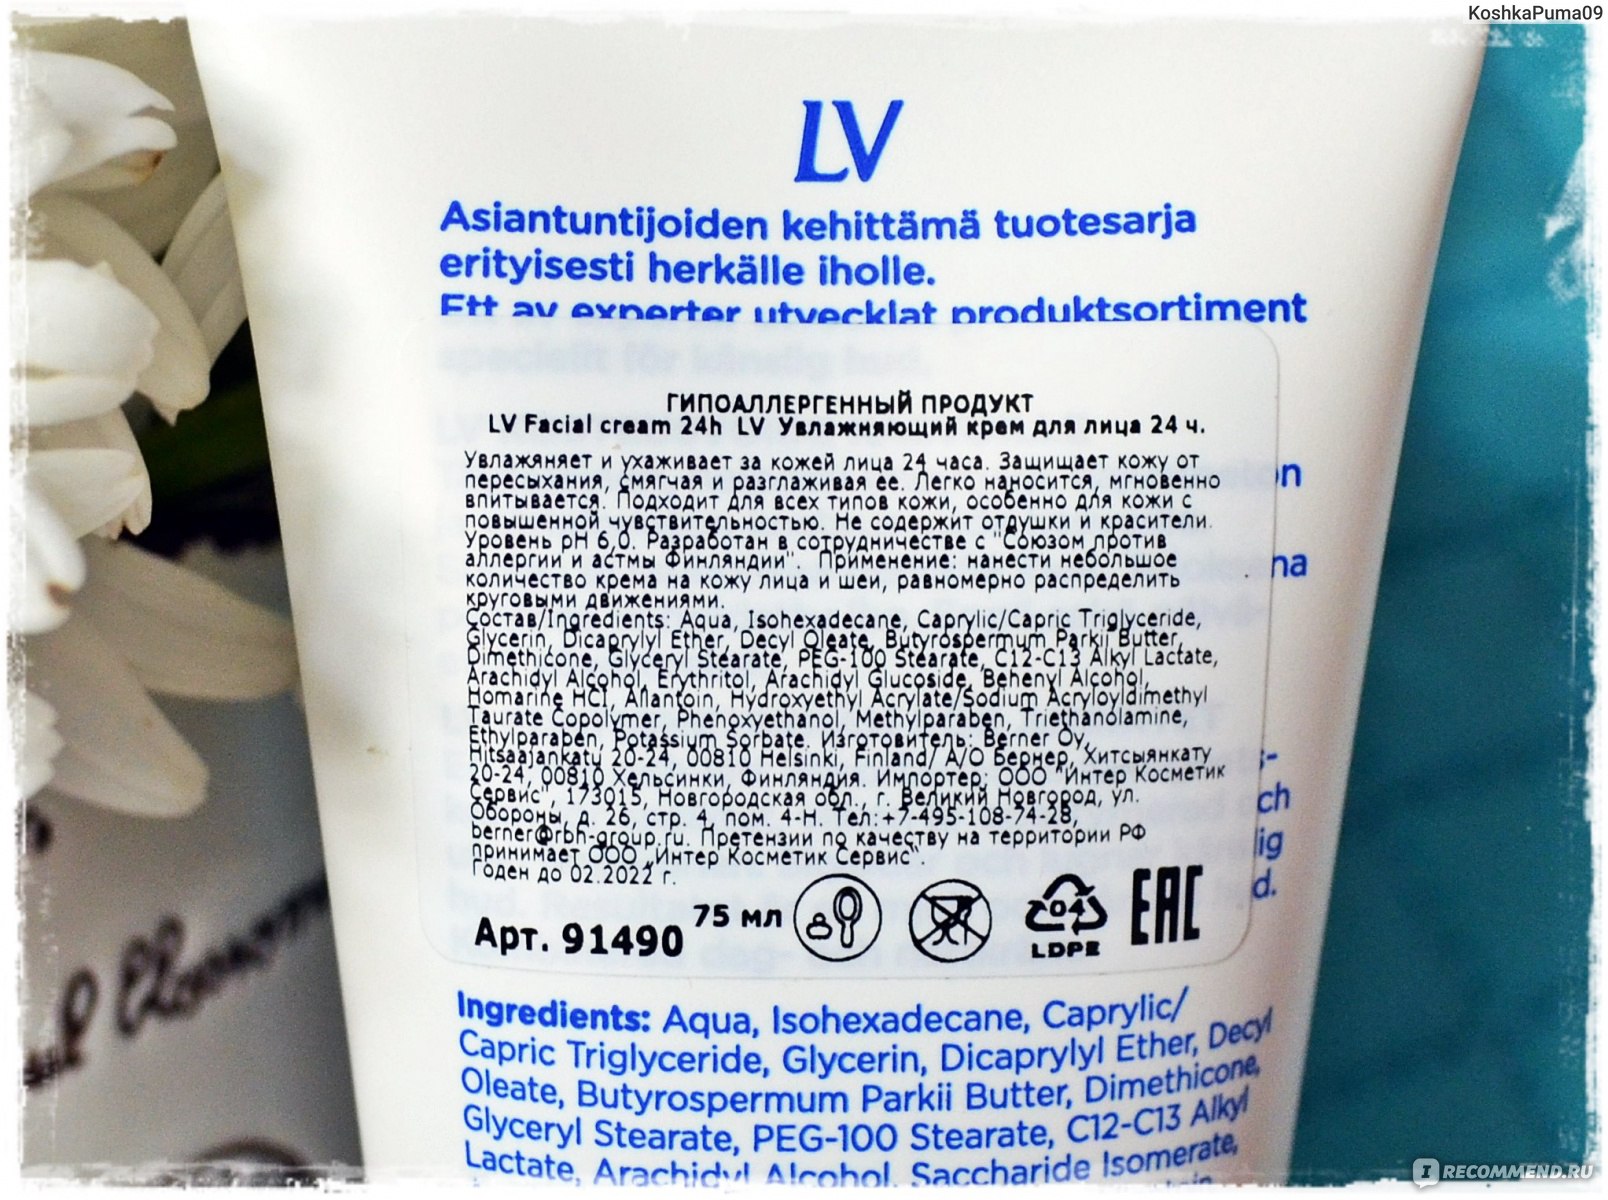 KoshkaPuma09
LV
Asiantuntijoiden kehittämä tuotesarja
erityisesti herkälle iholle.
Ett av experter utvecklat produktsortiment
speciellt för känslig hud.
ГИПОАЛЛЕРГЕННЫЙ ПРОДУКТ
LV Facial cream 24h LV Увлажняющий крем для лица 24 ч.
Увлажяняет и ухаживает за кожей лица 24 часа. Защищает кожу от
пересыхания, смягчая и разглаживая ее. Легко наносится, мгновенно
впитывается. Подходит для всех типов кожи, особенно для кожи с
повышенной чувствительностью. Не содержит отдушки и красители.
Уровень pH 6,0. Разработан в сотрудничестве с "Союзом против
аллергии и астмы Финляндии". Применение: нанести небольшое
количество крема на кожу лица и шеи, равномерно распределить
круговыми движениями.
Состав/Ingredients: Aqua, Isohexadecane, Caprylic/Capric Triglyceride,
Glycerin, Dicaprylyl Ether, Decyl Oleate, Butyrospermum Parkii Butter,
Dimethicone, Glyceryl Stearate, PEG-100 Stearate, C12-C13 Alkyl Lactate,
Arachidyl Alcohol, Erythritol, Arachidyl Glucoside, Behenyl Alcohol,
Homarine HCl, Allantoin, Hydroxyethyl Acrylate/Sodium Acryloyldimethyl
Taurate Copolymer, Phenoxyethanol, Methylparaben, Triethanolamine,
Ethylparaben, Potassium Sorbate. Изготовитель: Berner Oy,
Hitsaajankatu 20-24, 00810 Helsinki, Finland/ А/О Бернер, Хитсыянкату
20-24, 00810 Хельсинки, Финляндия. Импортер: ООО "Интер Косметик
Сервис", 173015, Новгородская обл., г. Великий Новгород, ул.
Обороны, д. 26, стр. 4, пом. 4-Н. Тел:+7-495-108-74-28,
berner@rbh-group.ru. Претензии по качеству на территории РФ
принимает ООО „Интер Косметик Сервис".
Годен до 02.2022 г.
Арт. 91490 75 мл 04 LDPE EAC
Ingredients: Aqua, Isohexadecane, Caprylic/
Capric Triglyceride, Glycerin, Dicaprylyl Ether, Decyl
Oleate, Butyrospermum Parkii Butter, Dimethicone,
Glyceryl Stearate, PEG-100 Stearate, C12-C13 Alkyl
Lactate, Arachidyl Alcohol, Saccharide Isomerate,
IRECOMMEND.RU